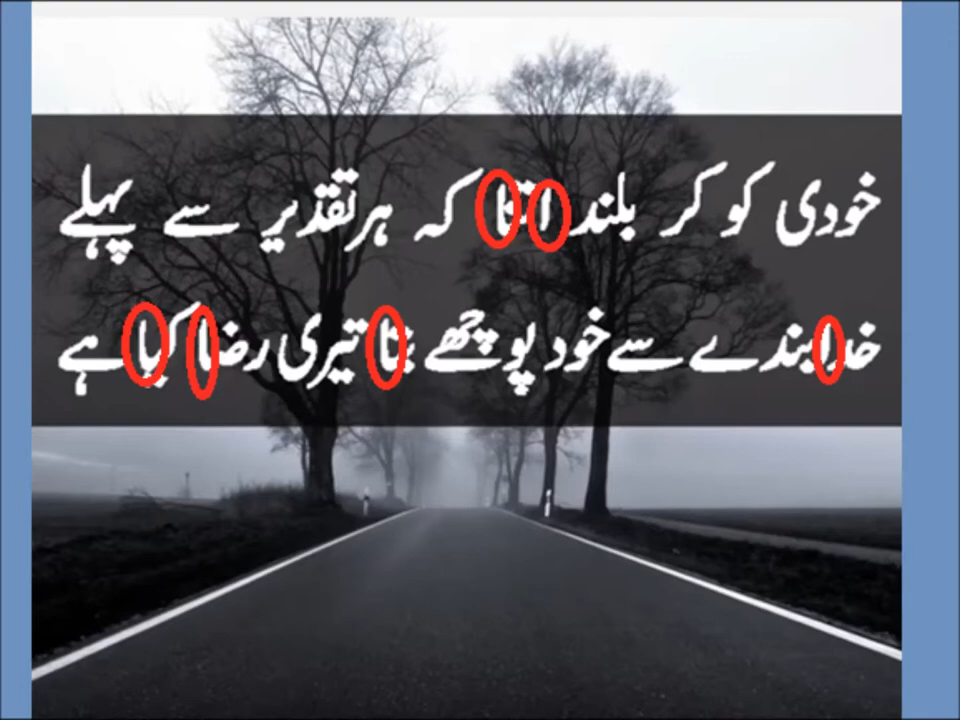 خودی کو کر بلند اتنا کہ ہر تقدیر سے پہلے
خدا بندے سے خود پوچھے بتا تیری رضا کیا ہے